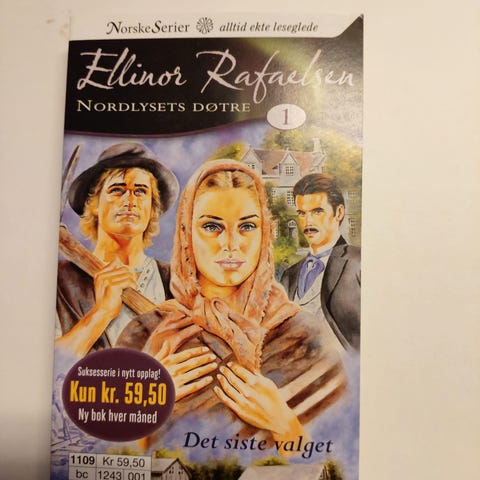 NorskeSerier alltid ekte leseglede
Ellinor Rafaelsen
NORDLYSETS DØTRE
1
Suksesserie i nytt opplag!
Kun kr. 59,50
Ny bok hver måned
Det siste valget
1109 Kr 59,50
bc 1243 001